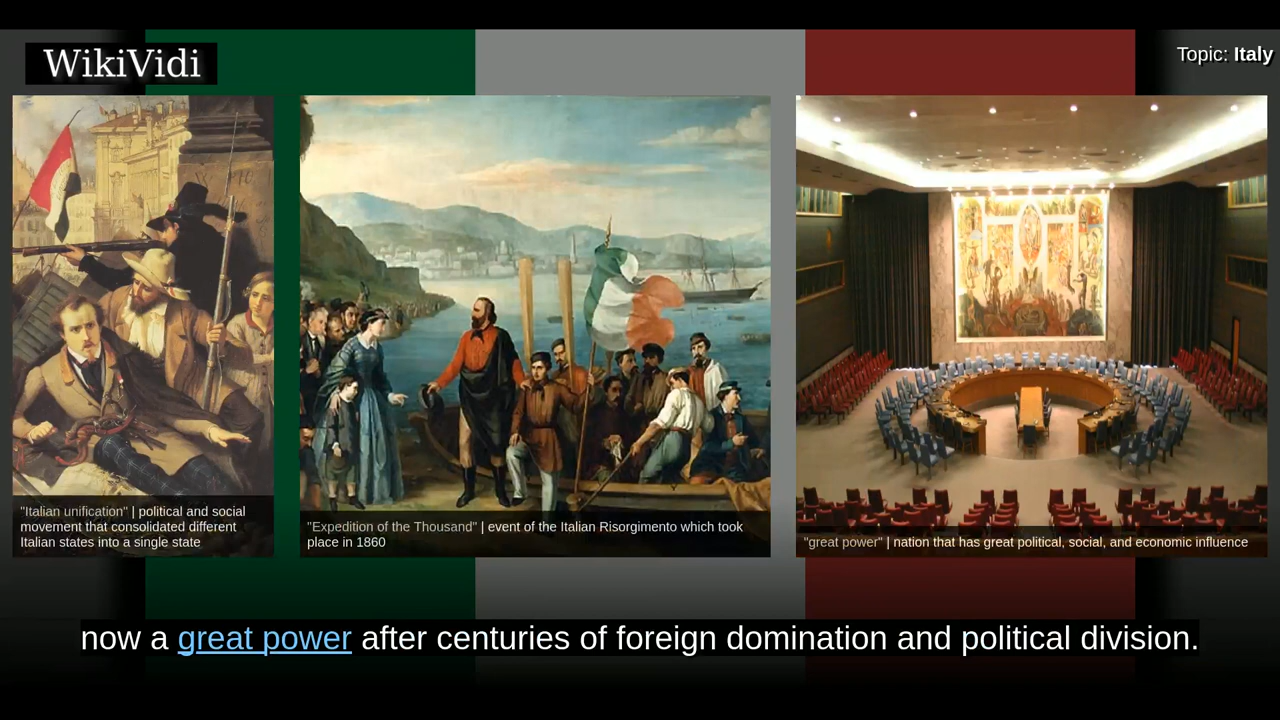 WikiVidi
Topic: Italy
"Italian unification" | political and social
movement that consolidated different
Italian states into a single state
"Expedition of the Thousand" | event of the Italian Risorgimento which took
place in 1860
"great power" | nation that has great political, social, and economic influence
now a great power after centuries of foreign domination and political division.